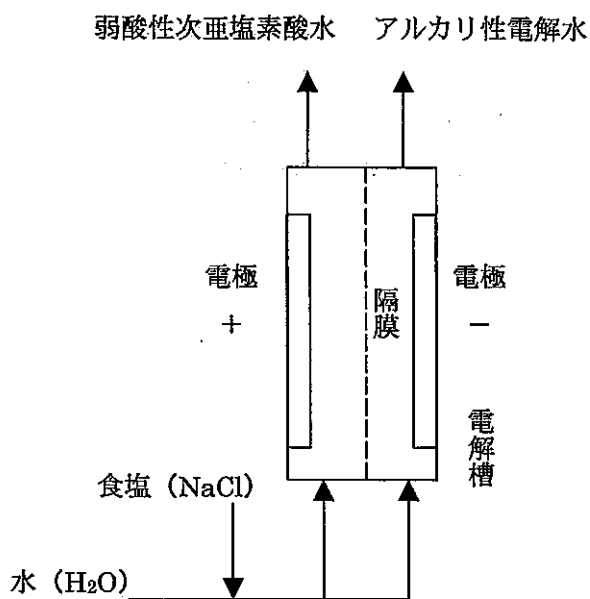 弱酸性次亜塩素酸水 アルカリ性電解水
電極
+
隔膜
電極
−
電解槽
食塩（NaCl）
水（H₂O）